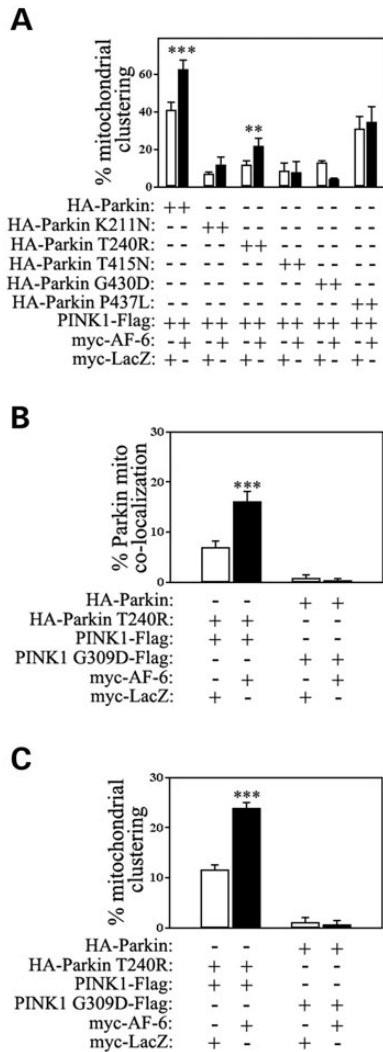 A
% mitochondrial
clustering
***
**
60
40
20
0
HA-Parkin: + + - - - - - - - - - -
HA-Parkin K211N: - - + + - - - - - - - -
HA-Parkin T240R: - - - - + + - - - - - -
HA-Parkin T415N: - - - - - - + + - - - -
HA-Parkin G430D: - - - - - - - - + + - -
HA-Parkin P437L: - - - - - - - - - - + +
PINK1-Flag: + + + + + + + + + + + +
myc-AF-6: - + - + - + - + - + - +
myc-LacZ: + - + - + - + - + - + -
B
% Parkin mito
co-localization
30
20
10
0
***
HA-Parkin: - - + +
HA-Parkin T240R: + + - -
PINK1-Flag: + + - -
PINK1 G309D-Flag: - - + +
myc-AF-6: - + - +
myc-LacZ: + - + -
C
% mitochondrial
clustering
30
20
10
0
***
HA-Parkin: - - + +
HA-Parkin T240R: + + - -
PINK1-Flag: + + - -
PINK1 G309D-Flag: - - + +
myc-AF-6: - + - +
myc-LacZ: + - + -